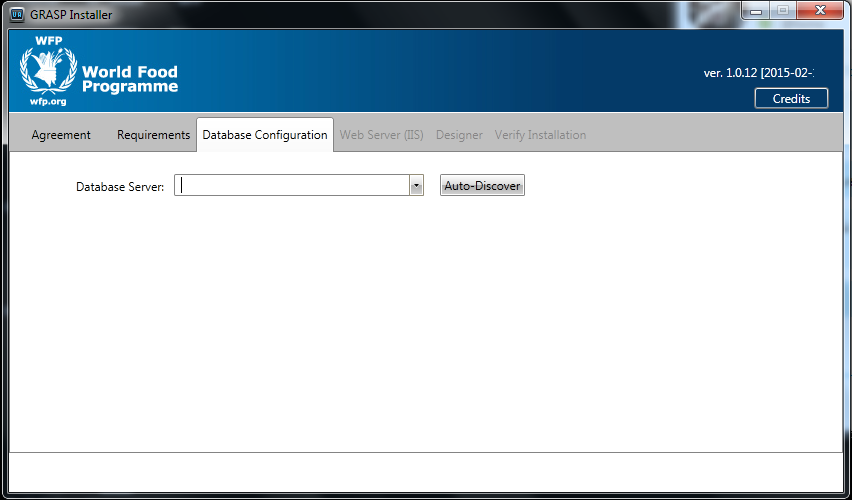 GRASP Installer
WFP
World Food
Programme
wfp.org
ver. 1.0.12 [2015-02-
Credits
Agreement
Requirements
Database Configuration
Web Server (IIS)
Designer
Verify Installation
Database Server:
Auto-Discover